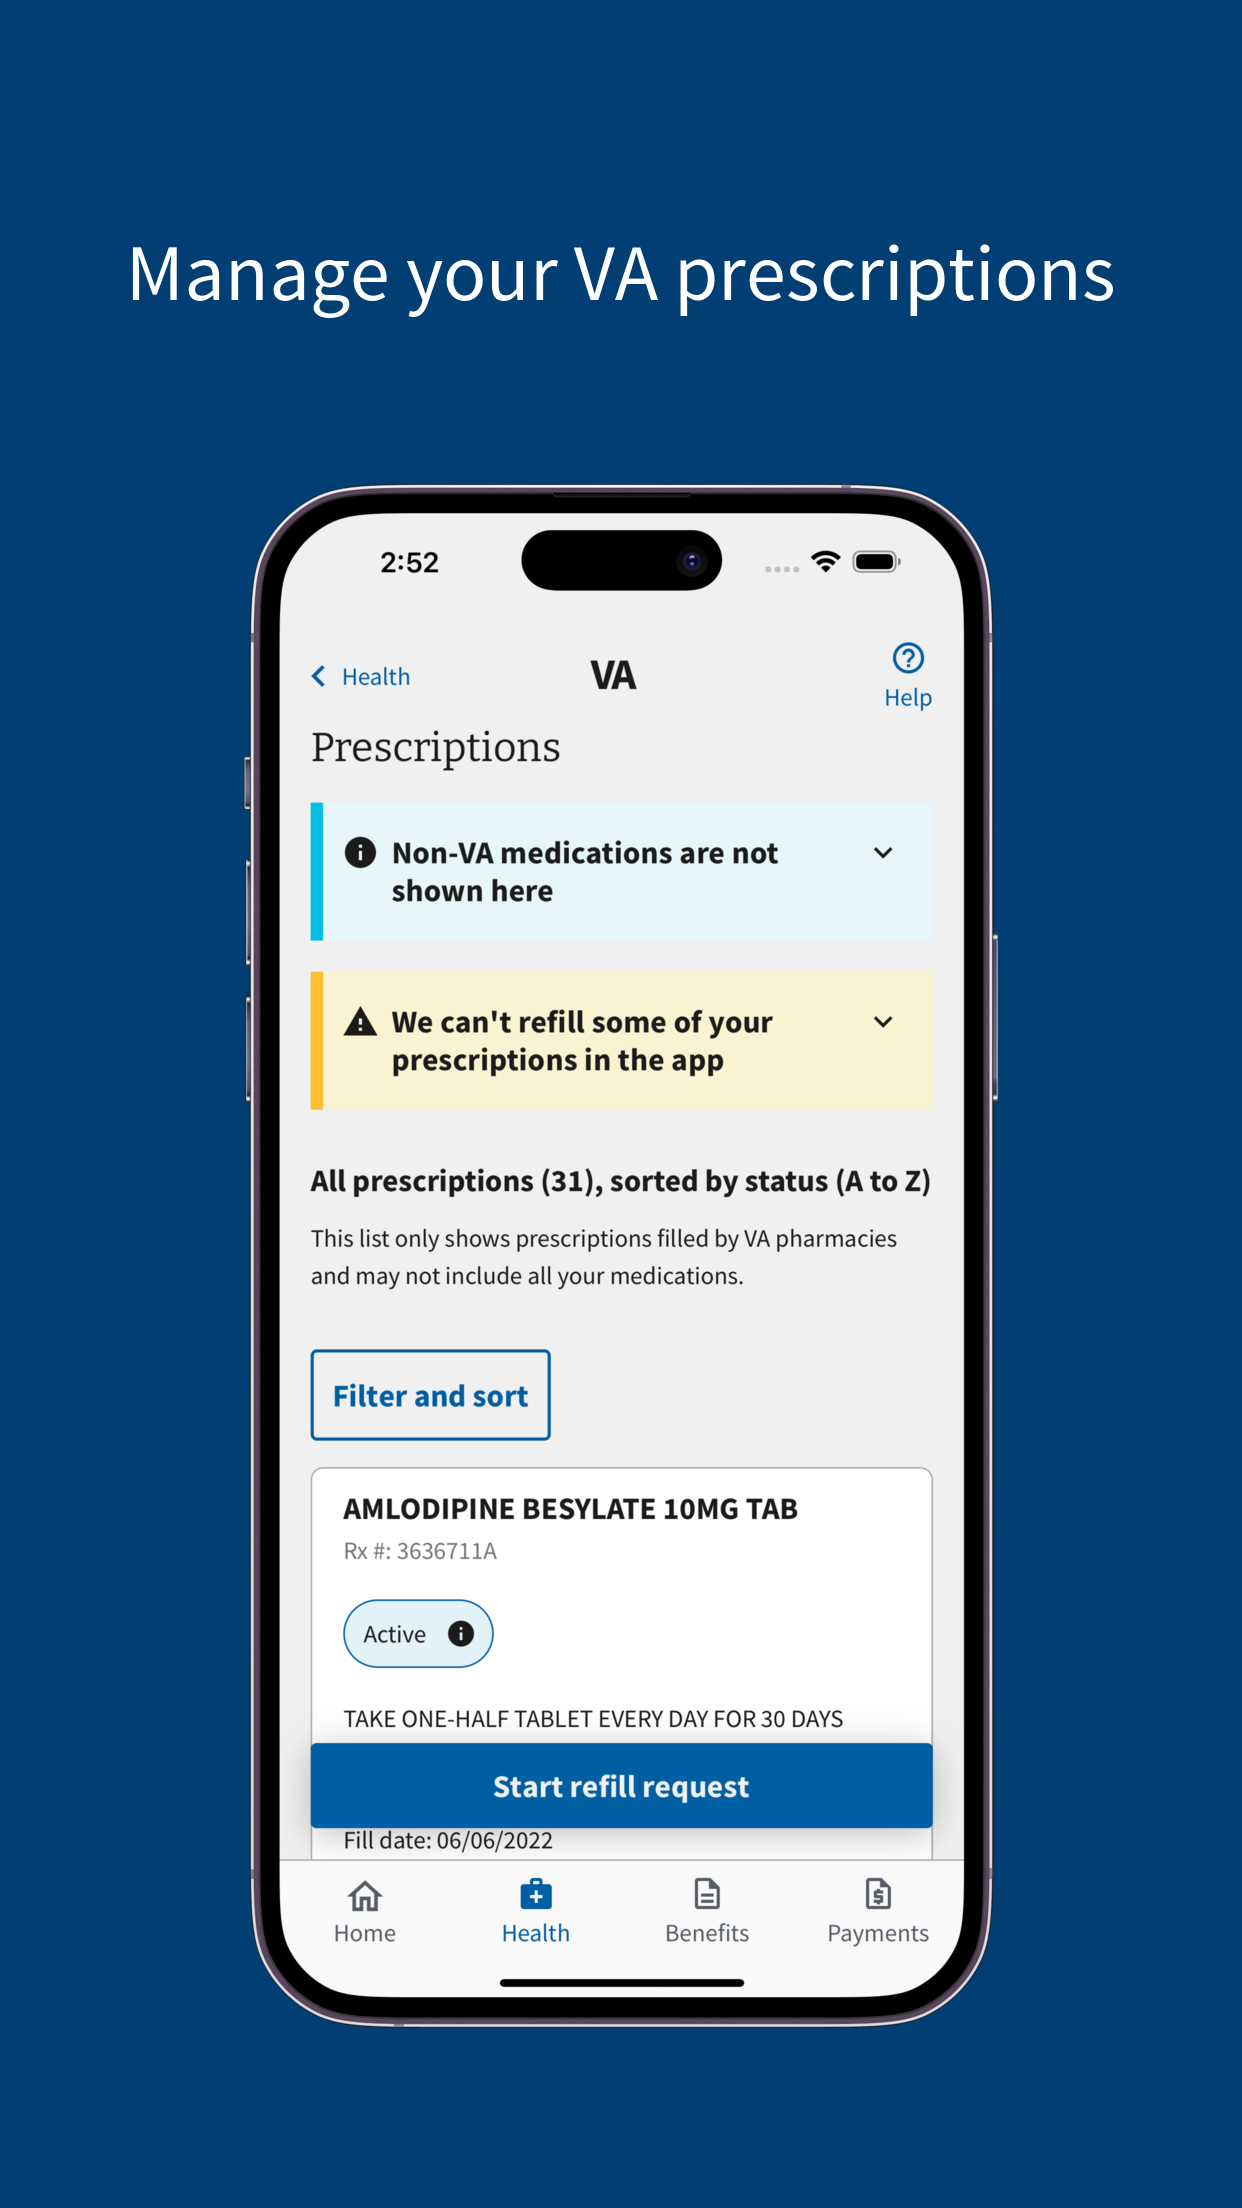 Manage your VA prescriptions
2:52
Health
VA
Help
Prescriptions
Non-VA medications are not
shown here
We can't refill some of your
prescriptions in the app
All prescriptions (31), sorted by status (A to Z)
This list only shows prescriptions filled by VA pharmacies
and may not include all your medications.
Filter and sort
AMLODIPINE BESYLATE 10MG TAB
Rx #: 3636711A
Active
TAKE ONE-HALF TABLET EVERY DAY FOR 30 DAYS
Start refill request
Fill date: 06/06/2022
Home
Health
Benefits
Payments